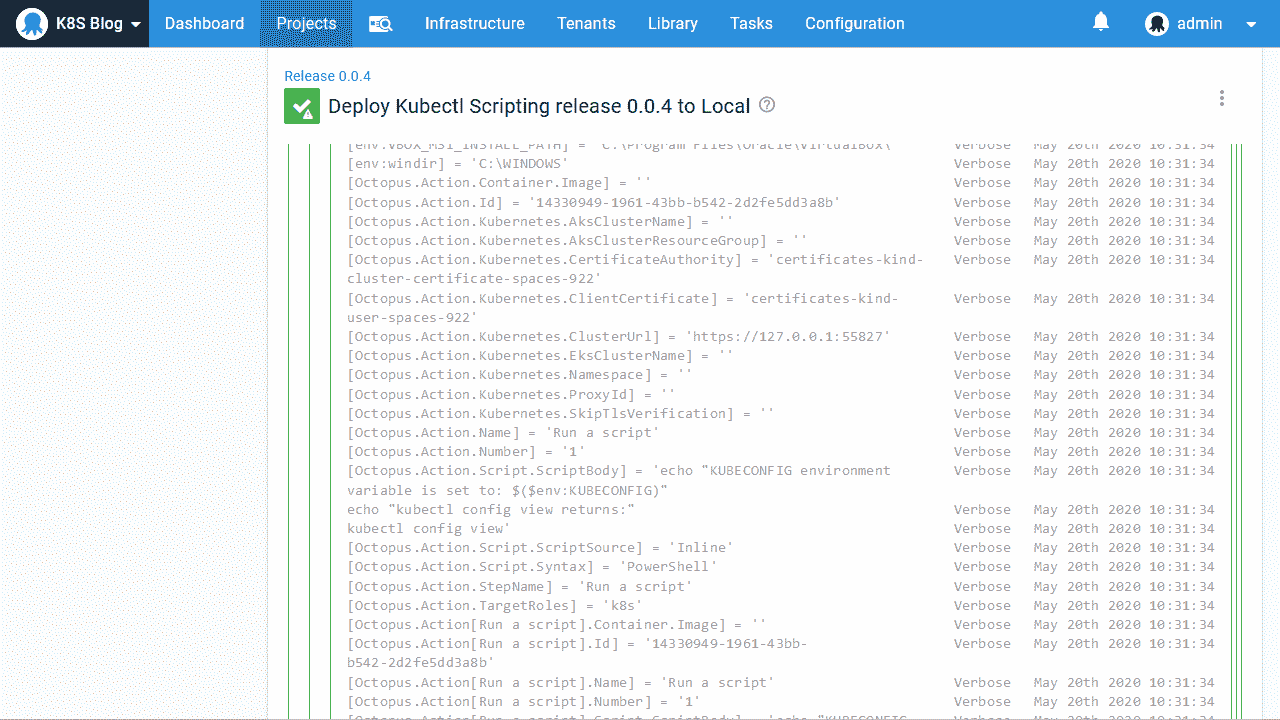 K8S Blog Dashboard Projects Infrastructure Tenants Library Tasks Configuration admin
Release 0.0.4
Deploy Kubectl Scripting release 0.0.4 to Local
[env:VBOX_MSI_INSTALL_PATH] = 'C:\Program Files\Oracle\VirtualBox\' Verbose May 20th 2020 10:31:34
[env:windir] = 'C:\WINDOWS' Verbose May 20th 2020 10:31:34
[Octopus.Action.Container.Image] = '' Verbose May 20th 2020 10:31:34
[Octopus.Action.Id] = '14330949-1961-43bb-b542-2d2fe5dd3a8b' Verbose May 20th 2020 10:31:34
[Octopus.Action.Kubernetes.AksClusterName] = '' Verbose May 20th 2020 10:31:34
[Octopus.Action.Kubernetes.AksClusterResourceGroup] = '' Verbose May 20th 2020 10:31:34
[Octopus.Action.Kubernetes.CertificateAuthority] = 'certificates-kind- Verbose May 20th 2020 10:31:34
cluster-certificate-spaces-922'
[Octopus.Action.Kubernetes.ClientCertificate] = 'certificates-kind- Verbose May 20th 2020 10:31:34
user-spaces-922'
[Octopus.Action.Kubernetes.ClusterUrl] = 'https://127.0.0.1:55827' Verbose May 20th 2020 10:31:34
[Octopus.Action.Kubernetes.EksClusterName] = '' Verbose May 20th 2020 10:31:34
[Octopus.Action.Kubernetes.Namespace] = '' Verbose May 20th 2020 10:31:34
[Octopus.Action.Kubernetes.ProxyId] = '' Verbose May 20th 2020 10:31:34
[Octopus.Action.Kubernetes.SkipTlsVerification] = '' Verbose May 20th 2020 10:31:34
[Octopus.Action.Name] = 'Run a script' Verbose May 20th 2020 10:31:34
[Octopus.Action.Number] = '1' Verbose May 20th 2020 10:31:34
[Octopus.Action.Script.ScriptBody] = 'echo "KUBECONFIG environment Verbose May 20th 2020 10:31:34
variable is set to: $($env:KUBECONFIG)"
echo "kubectl config view returns:" Verbose May 20th 2020 10:31:34
kubectl config view' Verbose May 20th 2020 10:31:34
[Octopus.Action.Script.ScriptSource] = 'Inline' Verbose May 20th 2020 10:31:34
[Octopus.Action.Script.Syntax] = 'PowerShell' Verbose May 20th 2020 10:31:34
[Octopus.Action.StepName] = 'Run a script' Verbose May 20th 2020 10:31:34
[Octopus.Action.TargetRoles] = 'k8s' Verbose May 20th 2020 10:31:34
[Octopus.Action[Run a script].Container.Image] = '' Verbose May 20th 2020 10:31:34
[Octopus.Action[Run a script].Id] = '14330949-1961-43bb- Verbose May 20th 2020 10:31:34
b542-2d2fe5dd3a8b'
[Octopus.Action[Run a script].Name] = 'Run a script' Verbose May 20th 2020 10:31:34
[Octopus.Action[Run a script].Number] = '1' Verbose May 20th 2020 10:31:34
[Octopus.Action[Run a script].Script.ScriptBody] = 'echo "KUBECONFIG Verbose May 20th 2020 10:31:34